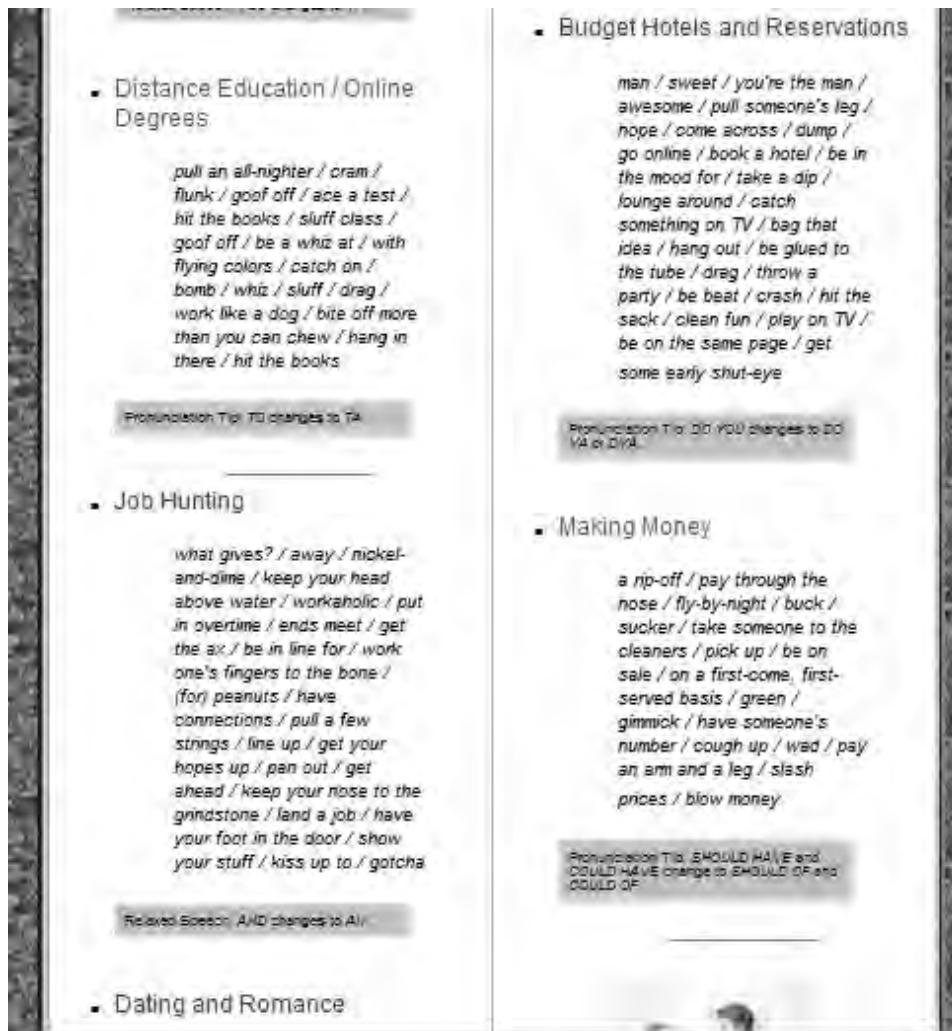 Distance Education / Online
Degrees
pull an all-nighter / cram /
flunk / goof off / ace a test /
hit the books / sluff class /
goof off / be a whiz at / with
flying colors / catch on /
bomb / whiz / sluff / drag /
work like a dog / bite off more
than you can chew / hang in
there / hit the books
Pronunciation Tip: TO changes to TA
Job Hunting
what gives? / away / nickel-
and-dime / keep your head
above water / workaholic / put
in overtime / ends meet / get
the ax / be in line for / work
one's fingers to the bone /
(for) peanuts / have
connections / pull a few
strings / line up / get your
hopes up / pan out / get
ahead / keep your nose to the
grindstone / land a job / have
your foot in the door / show
your stuff / kiss up to / gotcha
Relaxed Speech: AND changes to
Dating and Romance
Budget Hotels and Reservations
man / sweet / you're the man /
awesome / pull someone's leg /
hope / come across / dump /
go online / book a hotel / be in
the mood for / take a dip /
lounge around / catch
something on TV / bag that
idea / hang out / be glued to
the tube / drag / throw a
party / be beat / crash / hit the
sack / clean fun / play on TV /
be on the same page / get
some early shut-eye
Pronunciation Tip: DO YOU changes to DO
YA or DYA
Making Money
a rip-off / pay through the
nose / fly-by-night / buck /
sucker / take someone to the
cleaners / pick up / be on
sale / on a first-come, first-
served basis / green /
gimmick / have someone's
number / cough up / wad / pay
an arm and a leg / slash
prices / blow money
Pronunciation Tip: SHOULD HAVE and
COULD HAVE change to SHOULD OF and
COULD OF